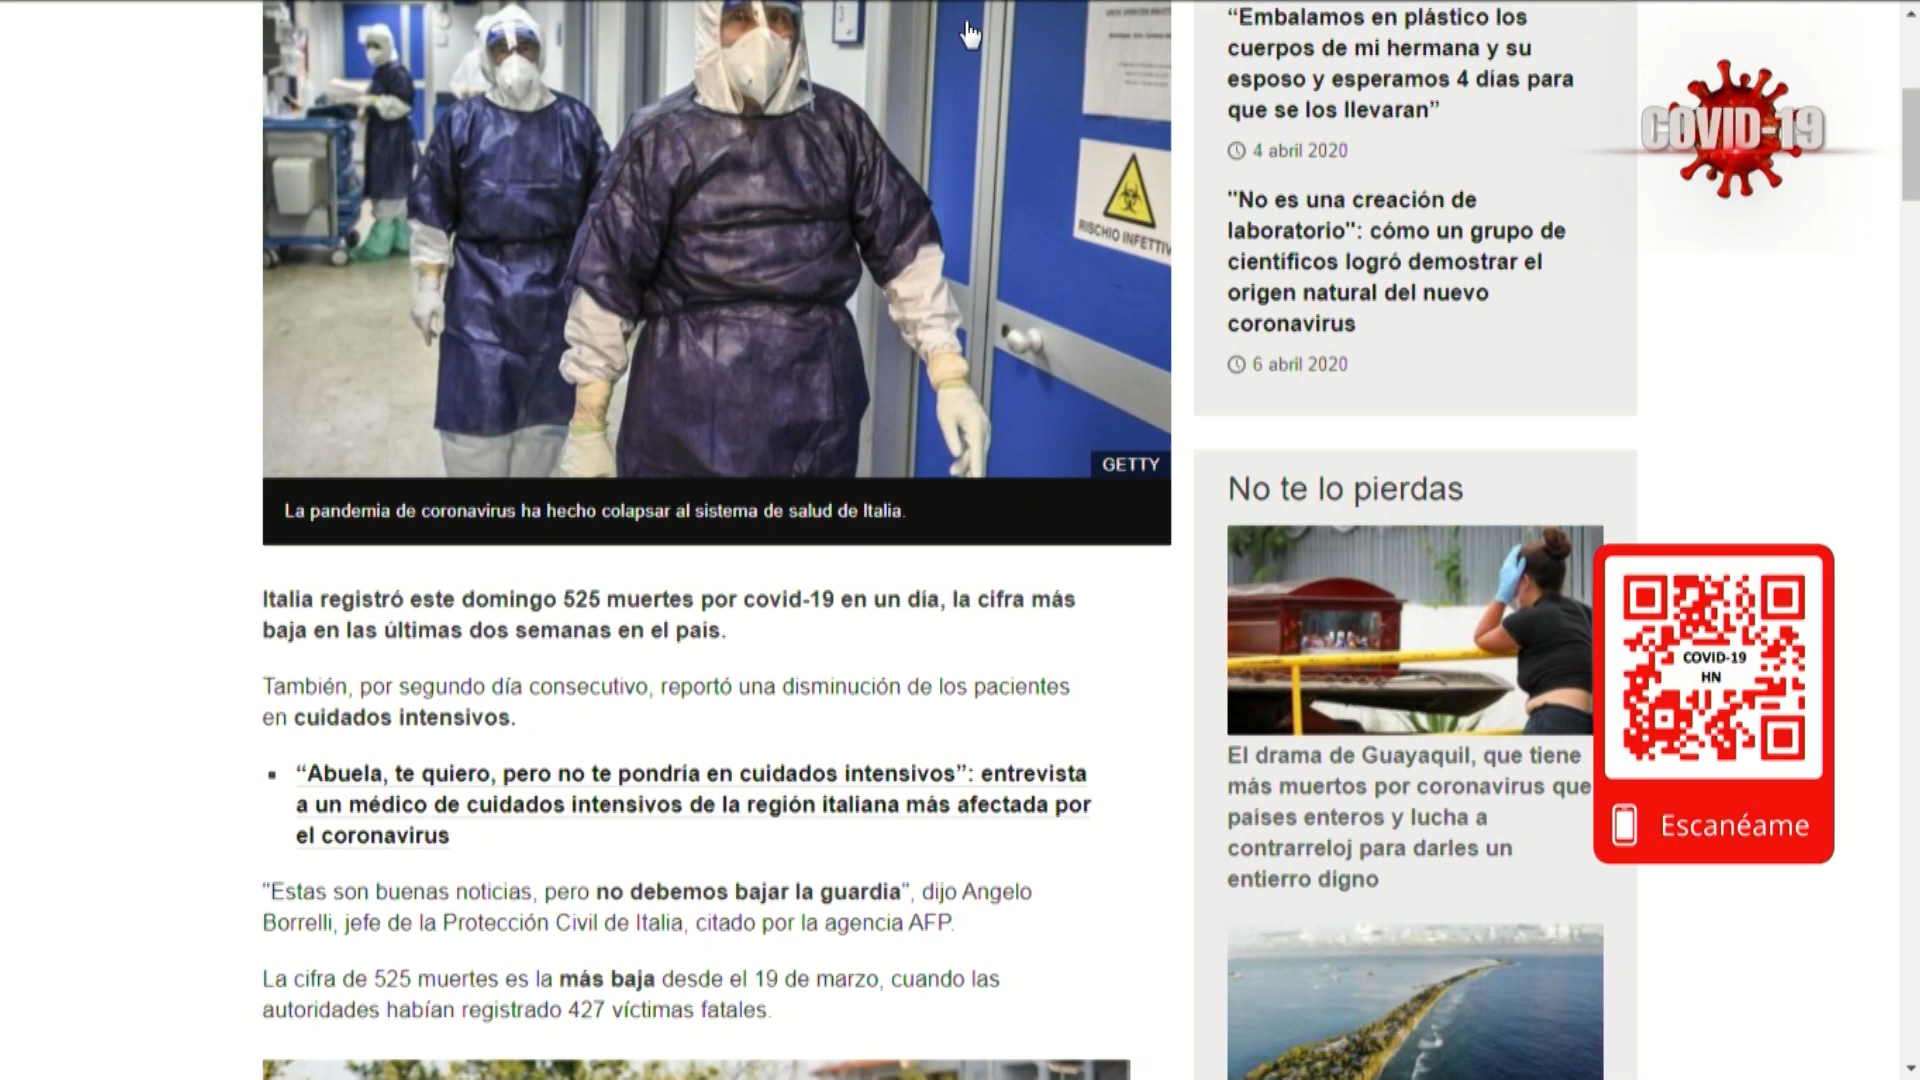 RISCHIO INFETTIV
GETTY
La pandemia de coronavirus ha hecho colapsar al sistema de salud de Italia.
Italia registró este domingo 525 muertes por covid-19 en un día, la cifra más
baja en las últimas dos semanas en el país.
También, por segundo día consecutivo, reportó una disminución de los pacientes
en cuidados intensivos.
“Abuela, te quiero, pero no te pondría en cuidados intensivos”: entrevista
a un médico de cuidados intensivos de la región italiana más afectada por
el coronavirus
"Estas son buenas noticias, pero no debemos bajar la guardia", dijo Angelo
Borrelli, jefe de la Protección Civil de Italia, citado por la agencia AFP.
La cifra de 525 muertes es la más baja desde el 19 de marzo, cuando las
autoridades habían registrado 427 víctimas fatales.
“Embalamos en plástico los
cuerpos de mi hermana y su
esposo y esperamos 4 días para
que se los llevaran”
4 abril 2020
"No es una creación de
laboratorio": cómo un grupo de
científicos logró demostrar el
origen natural del nuevo
coronavirus
6 abril 2020
No te lo pierdas
El drama de Guayaquil, que tiene
más muertos por coronavirus que
países enteros y lucha a
contrarreloj para darles un
entierro digno
COVID-19
COVID-19
HN
Escanéame